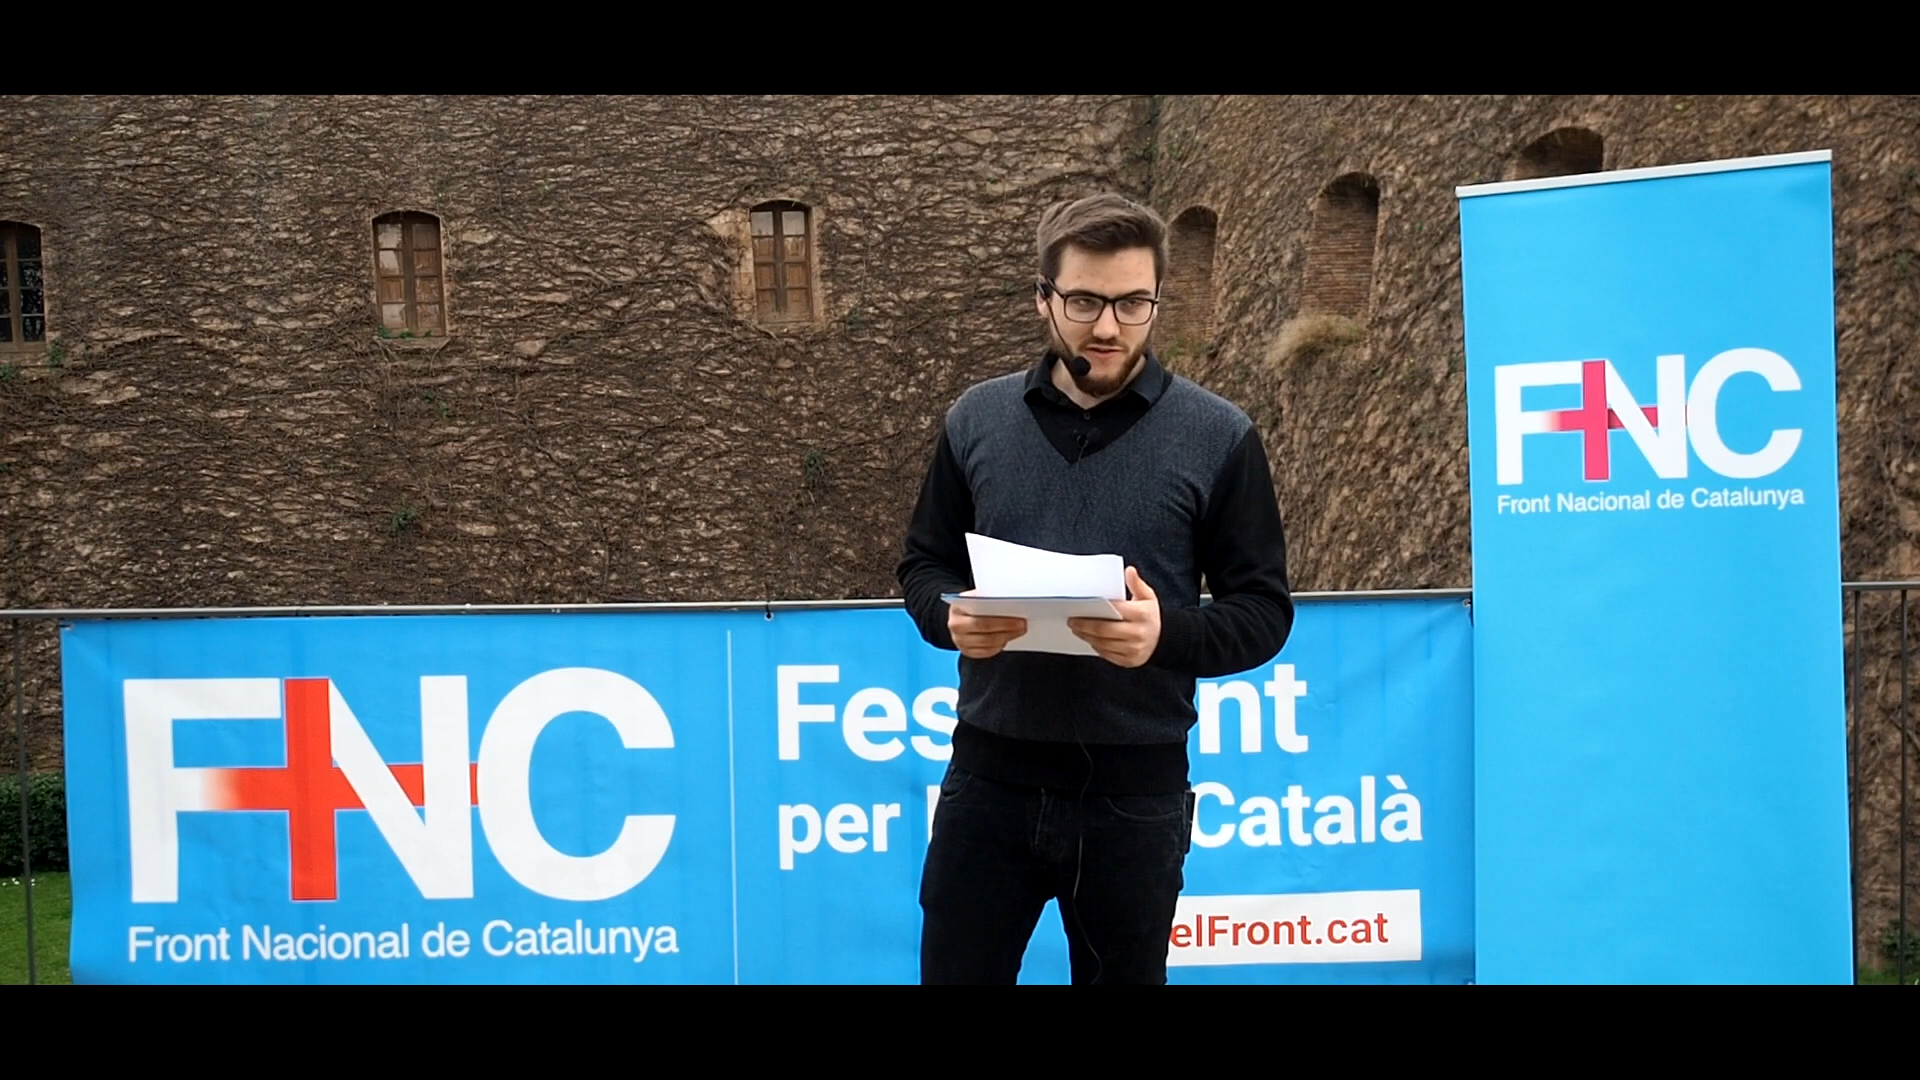 FNC
Front Nacional de Catalunya
Fes nt
per Català
elFront.cat
FNC
Front Nacional de Catalunya